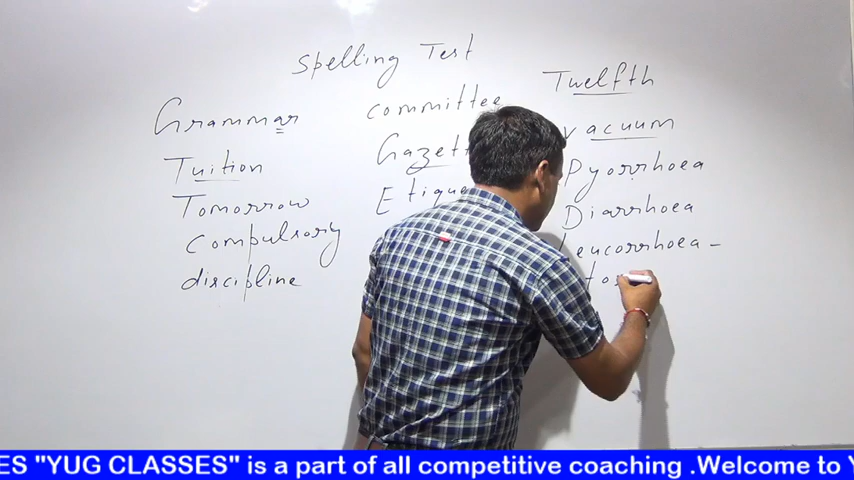 Spelling Test
Grammar
Tuition
Tomorrow
Compulsory
discipline
committee
Twelfth
vacuum
Pyorrhoea
Diarrhoea
Leucorrhoea -
ES "YUG CLASSES" is a part of all competitive coaching .Welcome to Y